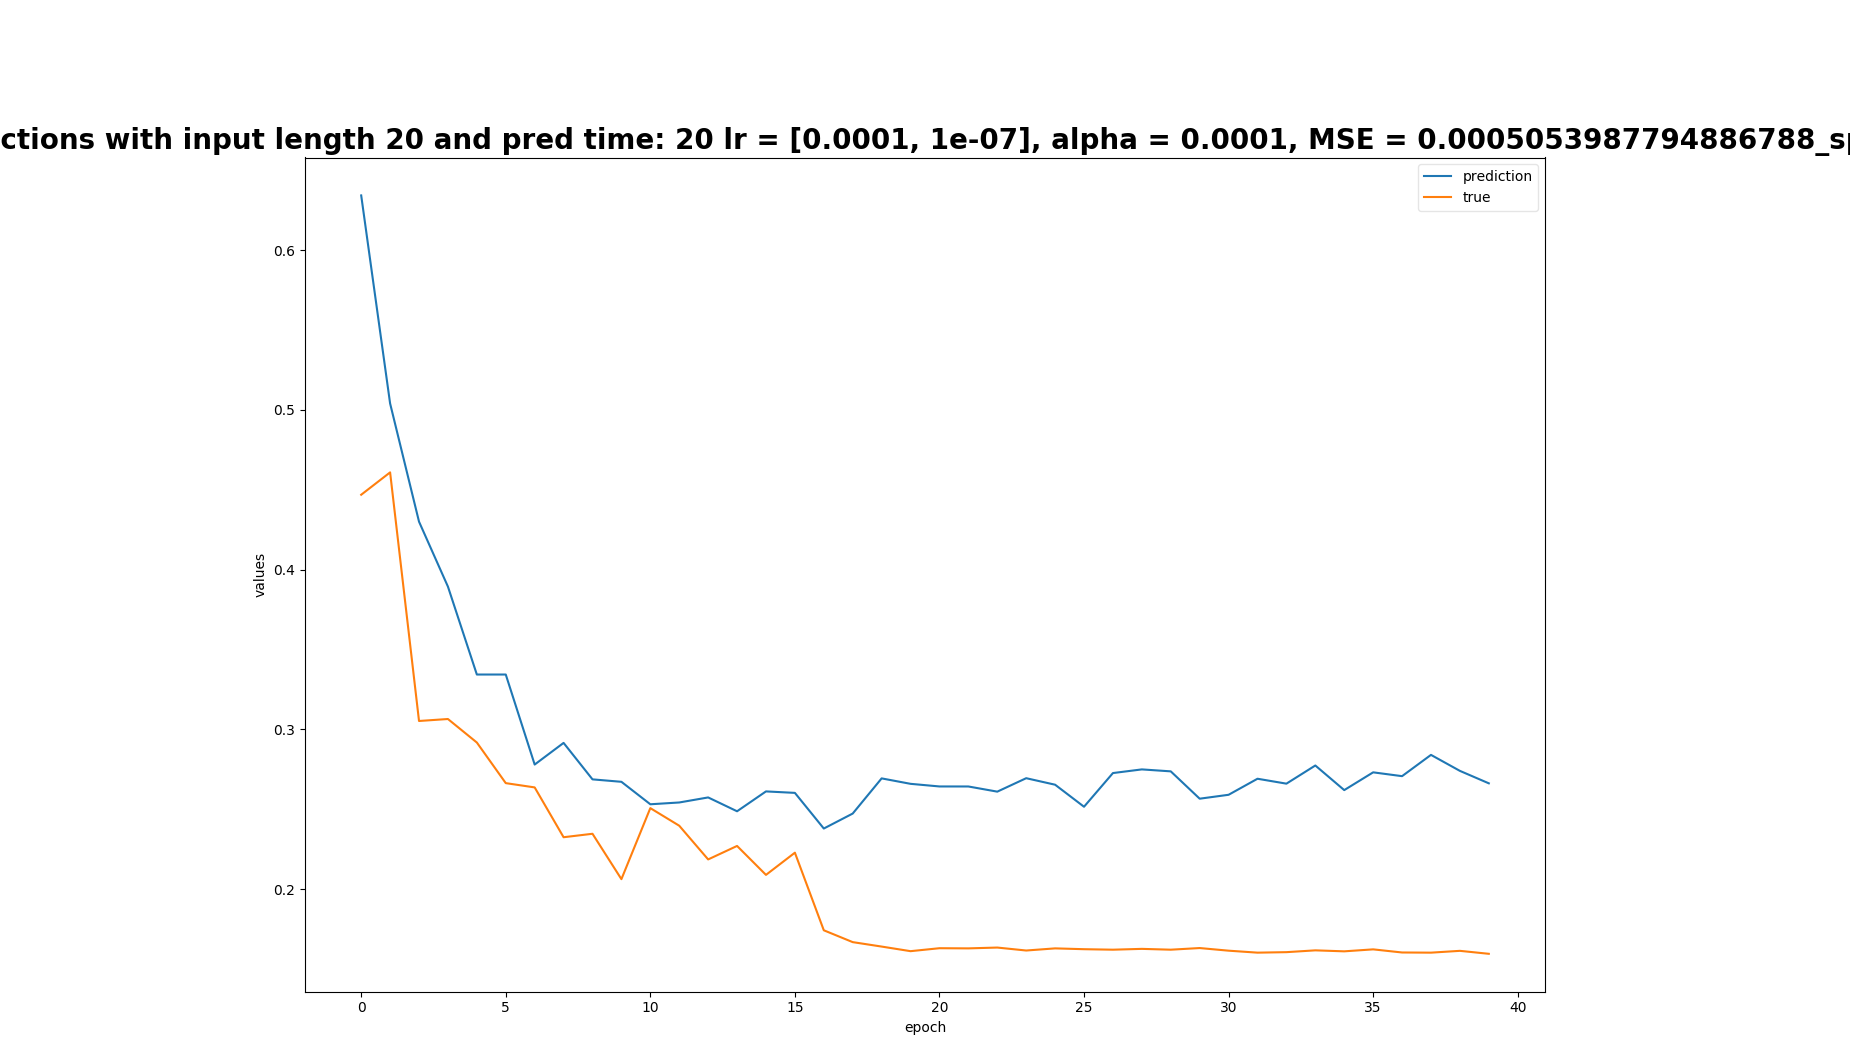 ctions with input length 20 and pred time: 20 lr = [0.0001, 1e-07], alpha = 0.0001, MSE = 0.0005053987794886788_sp
prediction
true
0.6
0.5
0.4
0.3
0.2
values
0 5 10 15 20 25 30 35 40
epoch